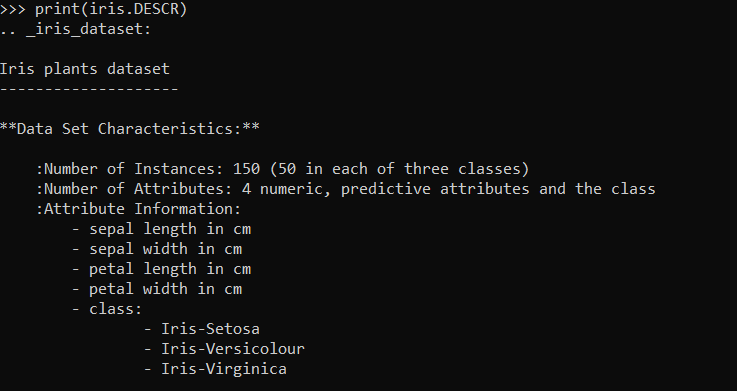 >>> print(iris.DESCR)
.. _iris_dataset:
Iris plants dataset
--------------------
**Data Set Characteristics:**
:Number of Instances: 150 (50 in each of three classes)
:Number of Attributes: 4 numeric, predictive attributes and the class
:Attribute Information:
- sepal length in cm
- sepal width in cm
- petal length in cm
- petal width in cm
- class:
- Iris-Setosa
- Iris-Versicolour
- Iris-Virginica